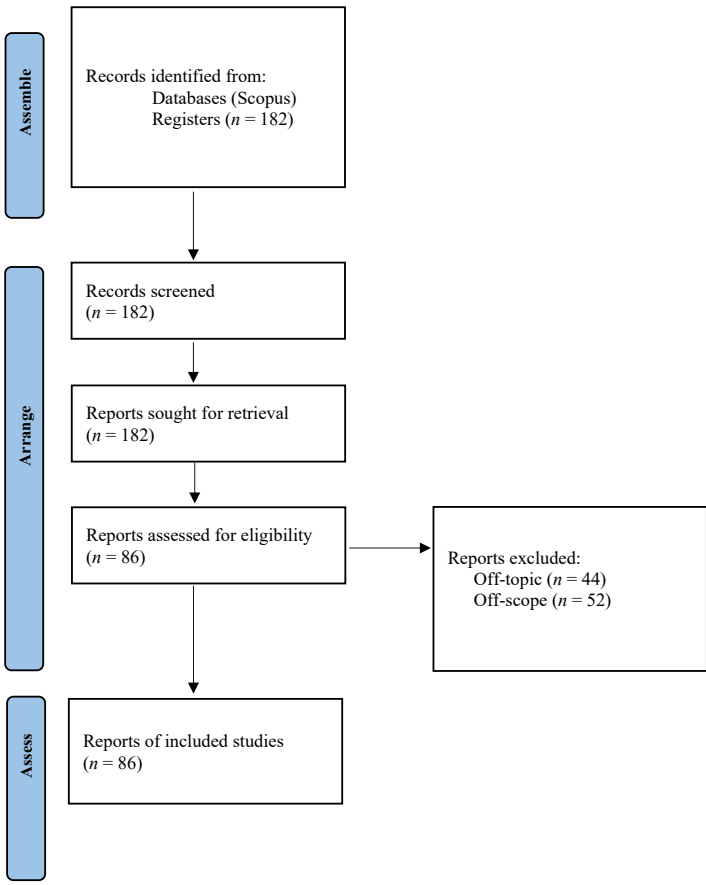 Assemble
Records identified from:
Databases (Scopus)
Registers (n = 182)
Arrange
Records screened
(n = 182)
Reports sought for retrieval
(n = 182)
Reports assessed for eligibility
(n = 86)
Reports excluded:
Off-topic (n = 44)
Off-scope (n = 52)
Assess
Reports of included studies
(n = 86)